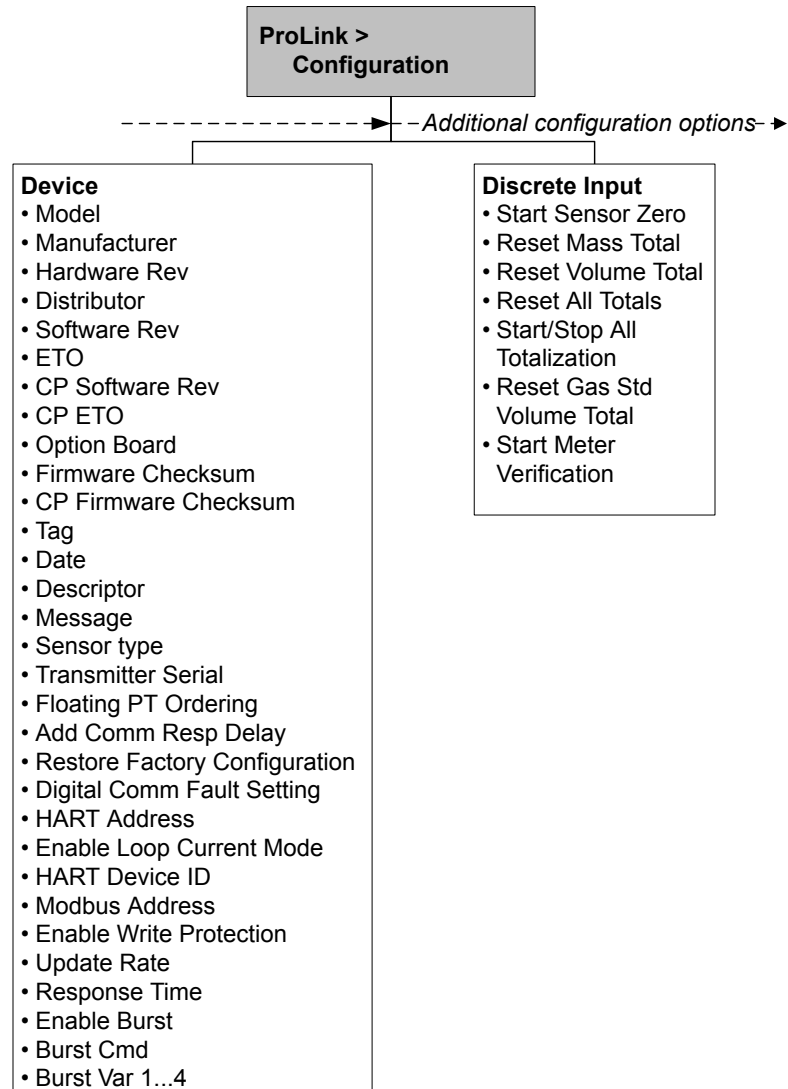 ProLink >
Configuration
Additional configuration options
Device
• Model
• Manufacturer
• Hardware Rev
• Distributor
• Software Rev
• ETO
• CP Software Rev
• CP ETO
• Option Board
• Firmware Checksum
• CP Firmware Checksum
• Tag
• Date
• Descriptor
• Message
• Sensor type
• Transmitter Serial
• Floating PT Ordering
• Add Comm Resp Delay
• Restore Factory Configuration
• Digital Comm Fault Setting
• HART Address
• Enable Loop Current Mode
• HART Device ID
• Modbus Address
• Enable Write Protection
• Update Rate
• Response Time
• Enable Burst
• Burst Cmd
• Burst Var 1...4
Discrete Input
• Start Sensor Zero
• Reset Mass Total
• Reset Volume Total
• Reset All Totals
• Start/Stop All
Totalization
• Reset Gas Std
Volume Total
• Start Meter
Verification